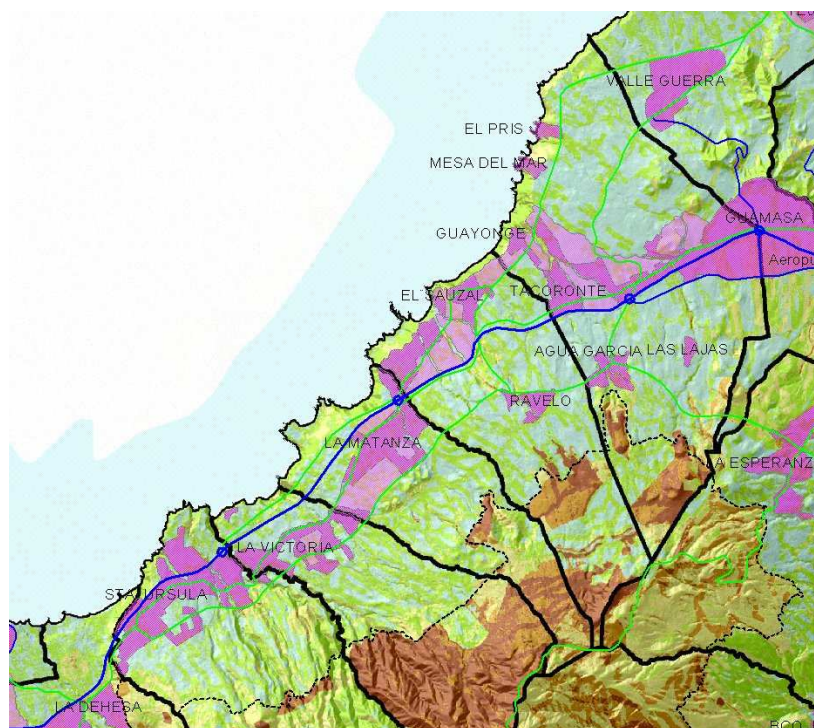 VALLE GUERRA
EL PRIS
MESA DEL MAR
GUAMASA
GUAYONGE
Aeropu
EL SAUZAL
TACORONTE
AGUA GARCIA
LAS LAJAS
RAVELO
LA MATANZA
LA ESPERANZ
LA VICTORIA
STA. URSULA
LA DEHESA
BCO